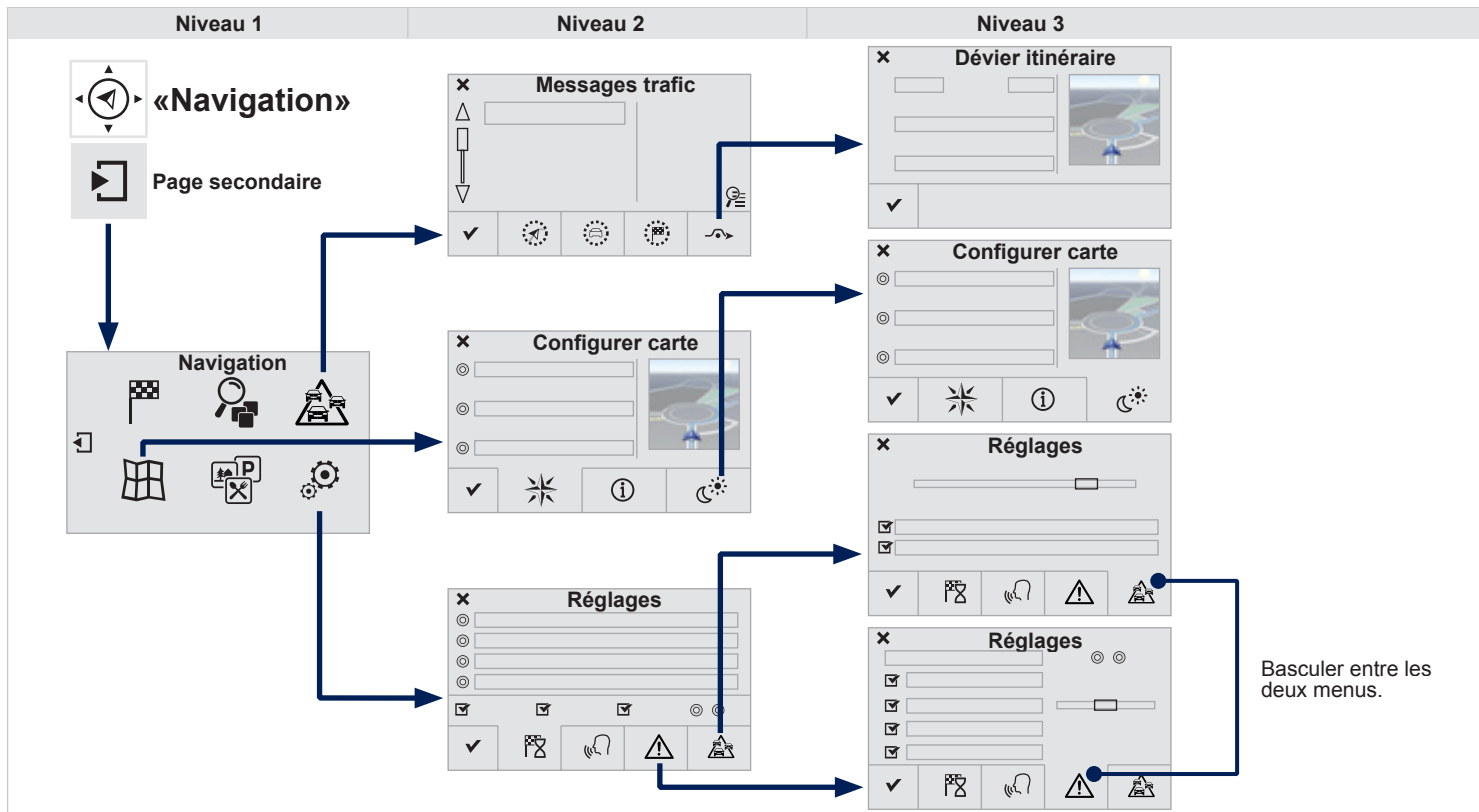 Niveau 1
Niveau 2
Niveau 3
«Navigation»
Page secondaire
Navigation
P
Messages trafic
Configurer carte
Réglages
Dévier itinéraire
Configurer carte
Réglages
Réglages
Basculer entre les
deux menus.